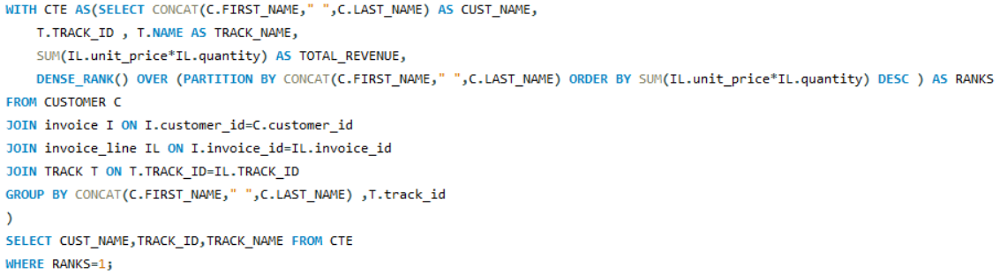 WITH CTE AS(SELECT CONCAT(C.FIRST_NAME," ",C.LAST_NAME) AS CUST_NAME,
T.TRACK_ID , T.NAME AS TRACK_NAME,
SUM(IL.unit_price*IL.quantity) AS TOTAL_REVENUE,
DENSE_RANK() OVER (PARTITION BY CONCAT(C.FIRST_NAME," ",C.LAST_NAME) ORDER BY SUM(IL.unit_price*IL.quantity) DESC ) AS RANKS
FROM CUSTOMER C
JOIN invoice I ON I.customer_id=C.customer_id
JOIN invoice_line IL ON I.invoice_id=IL.invoice_id
JOIN TRACK T ON T.TRACK_ID=IL.TRACK_ID
GROUP BY CONCAT(C.FIRST_NAME," ",C.LAST_NAME) ,T.track_id
)
SELECT CUST_NAME,TRACK_ID,TRACK_NAME FROM CTE
WHERE RANKS=1;